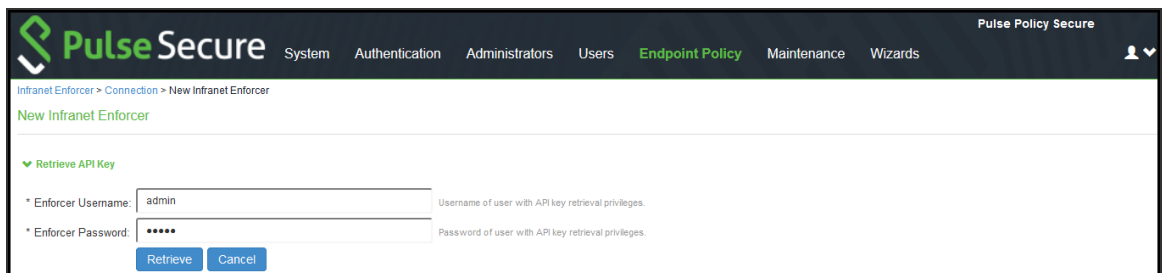 Pulse Policy Secure
Pulse Secure System Authentication Administrators Users Endpoint Policy Maintenance Wizards
Infranet Enforcer > Connection > New Infranet Enforcer
New Infranet Enforcer
Retrieve API Key
* Enforcer Username: admin Username of user with API key retrieval privileges.
* Enforcer Password: ••••• Password of user with API key retrieval privileges.
Retrieve Cancel